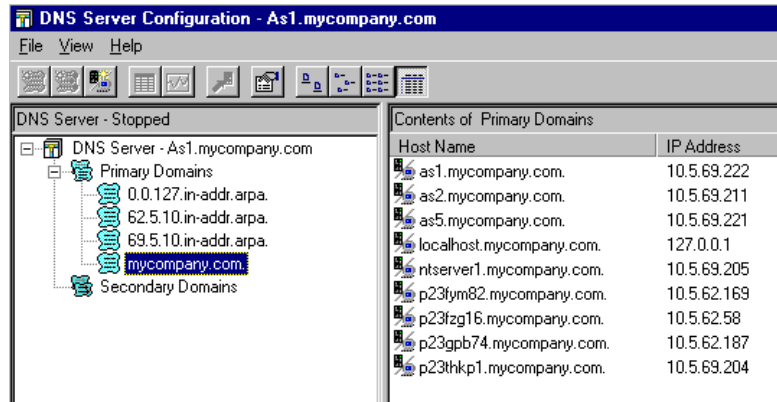 DNS Server Configuration - As1.mycompany.com
File View Help
DNS Server - Stopped
DNS Server - As1.mycompany.com
Primary Domains
0.0.127.in-addr.arpa.
62.5.10.in-addr.arpa.
69.5.10.in-addr.arpa.
mycompany.com.
Secondary Domains
Contents of Primary Domains
Host Name IP Address
as1.mycompany.com. 10.5.69.222
as2.mycompany.com. 10.5.69.211
as5.mycompany.com. 10.5.69.221
localhost.mycompany.com. 127.0.0.1
ntserver1.mycompany.com. 10.5.69.205
p23fym82.mycompany.com. 10.5.62.169
p23fzg16.mycompany.com. 10.5.62.58
p23gpb74.mycompany.com. 10.5.62.187
p23thkp1.mycompany.com. 10.5.69.204